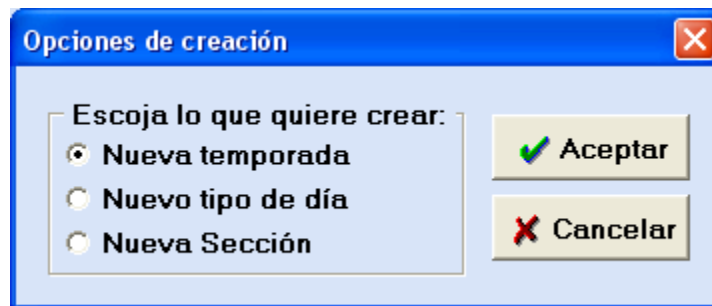 Opciones de creación
Escoja lo que quiere crear:
Nueva temporada
Nuevo tipo de día
Nueva Sección
Aceptar
Cancelar